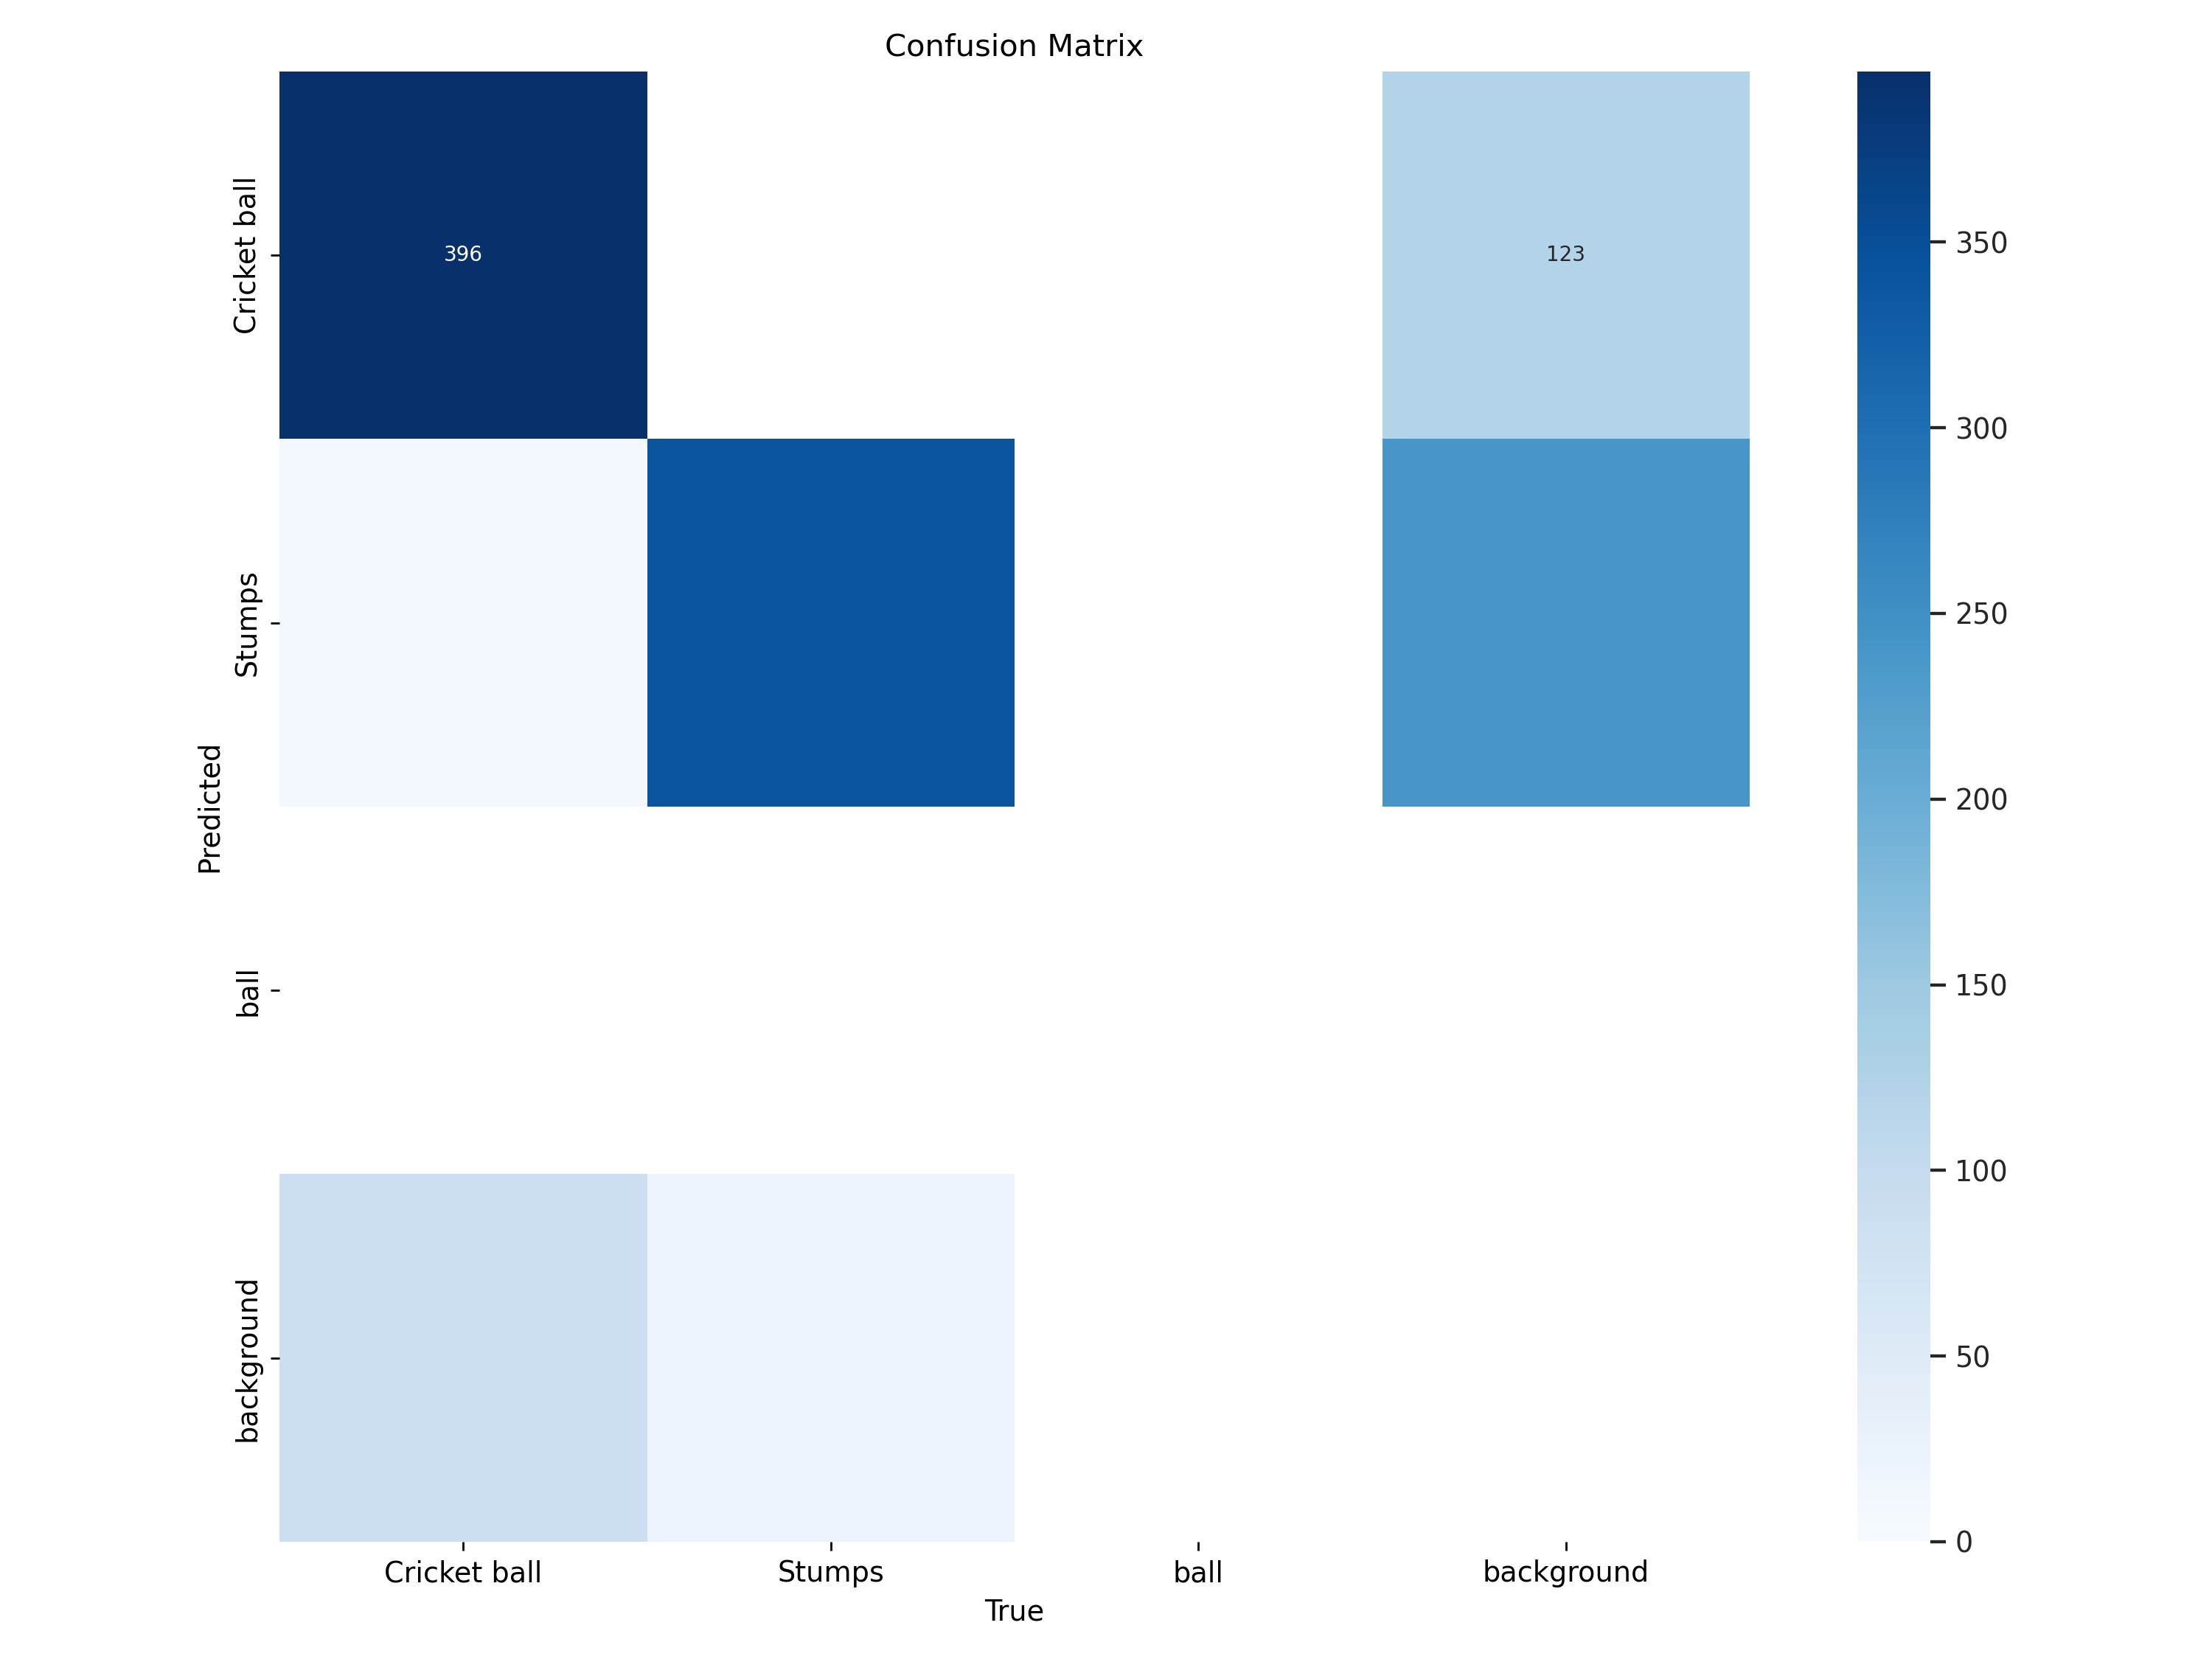 Confusion Matrix
Cricket ball
396
123
350
300
Stumps
250
Predicted
200
ball
150
100
background
50
0
Cricket ball
Stumps
ball
background
True